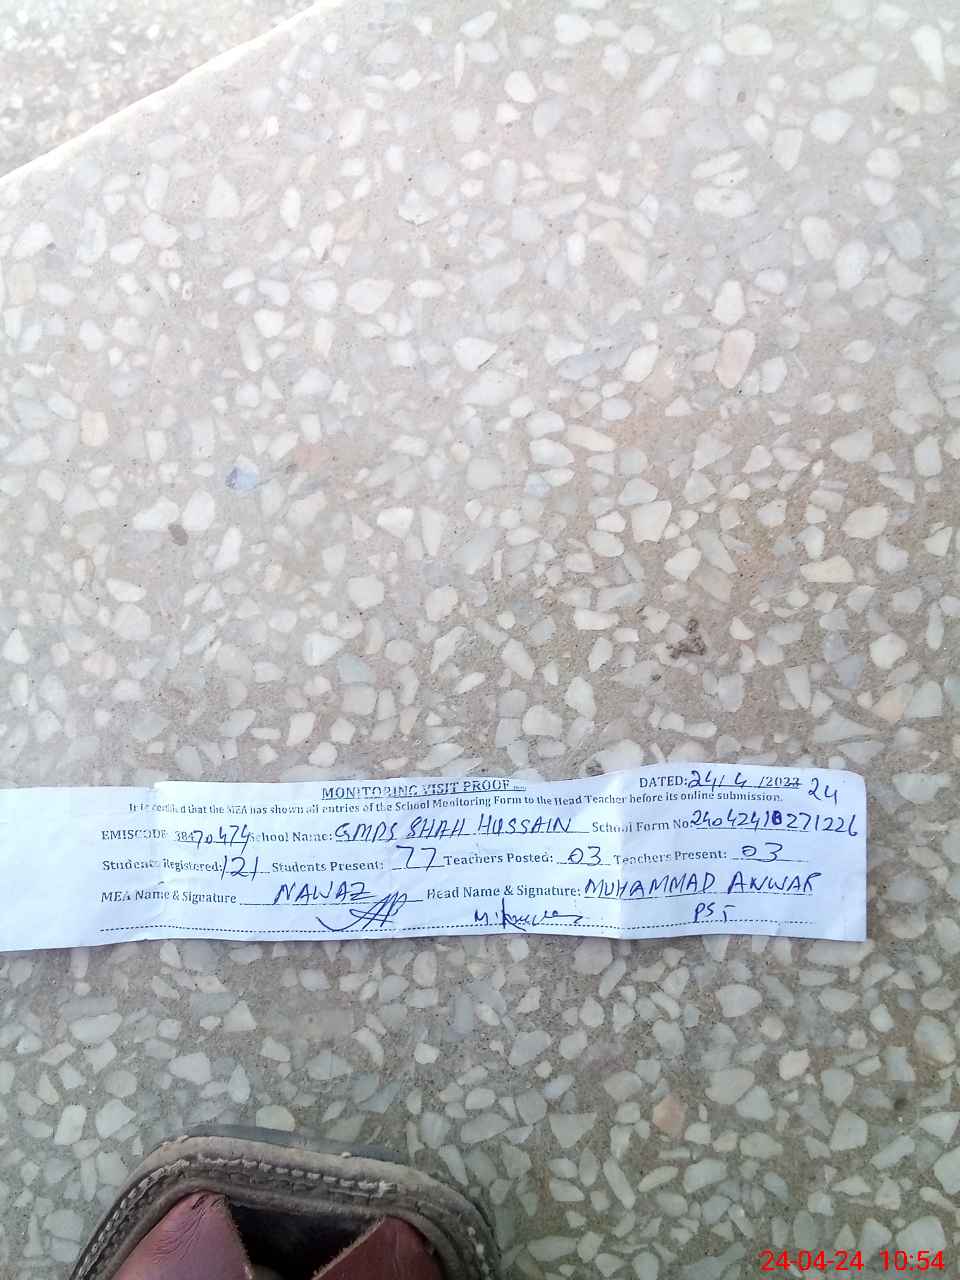 MONITORING VISIT PROOF
DATED: 24/4/2023 24
It is certified that the MEA has shown all entries of the School Monitoring Form to the Head Teacher before its online submission.
EMISCODE 38470474 School Name: GMPS SHAH HUSSAIN School Form No: 
Students Registered: 121 Students Present: 77 Teachers Posted: 03 Teachers Present: 03
MEA Name & Signature NAWAZ Head Name & Signature: MUHAMMAD ANWAR
PST
24-04-24 10:54